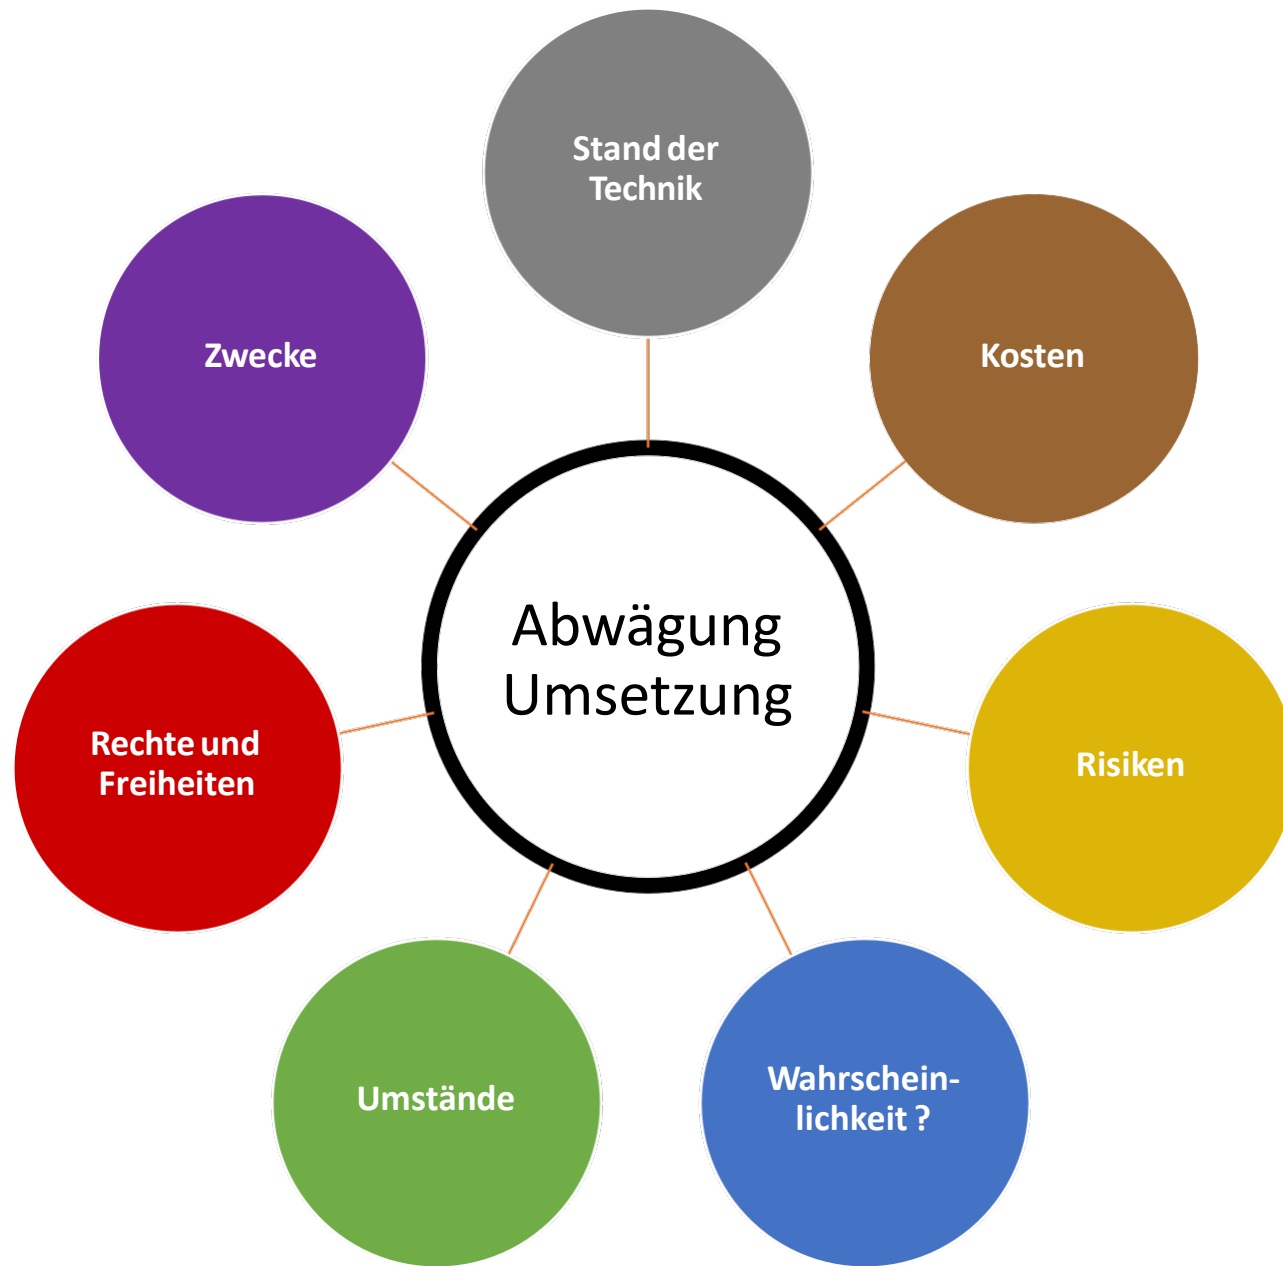 Stand der
Technik
Zwecke
Kosten
Abwägung
Umsetzung
Rechte und
Freiheiten
Risiken
Umstände
Wahrschein-
lichkeit ?